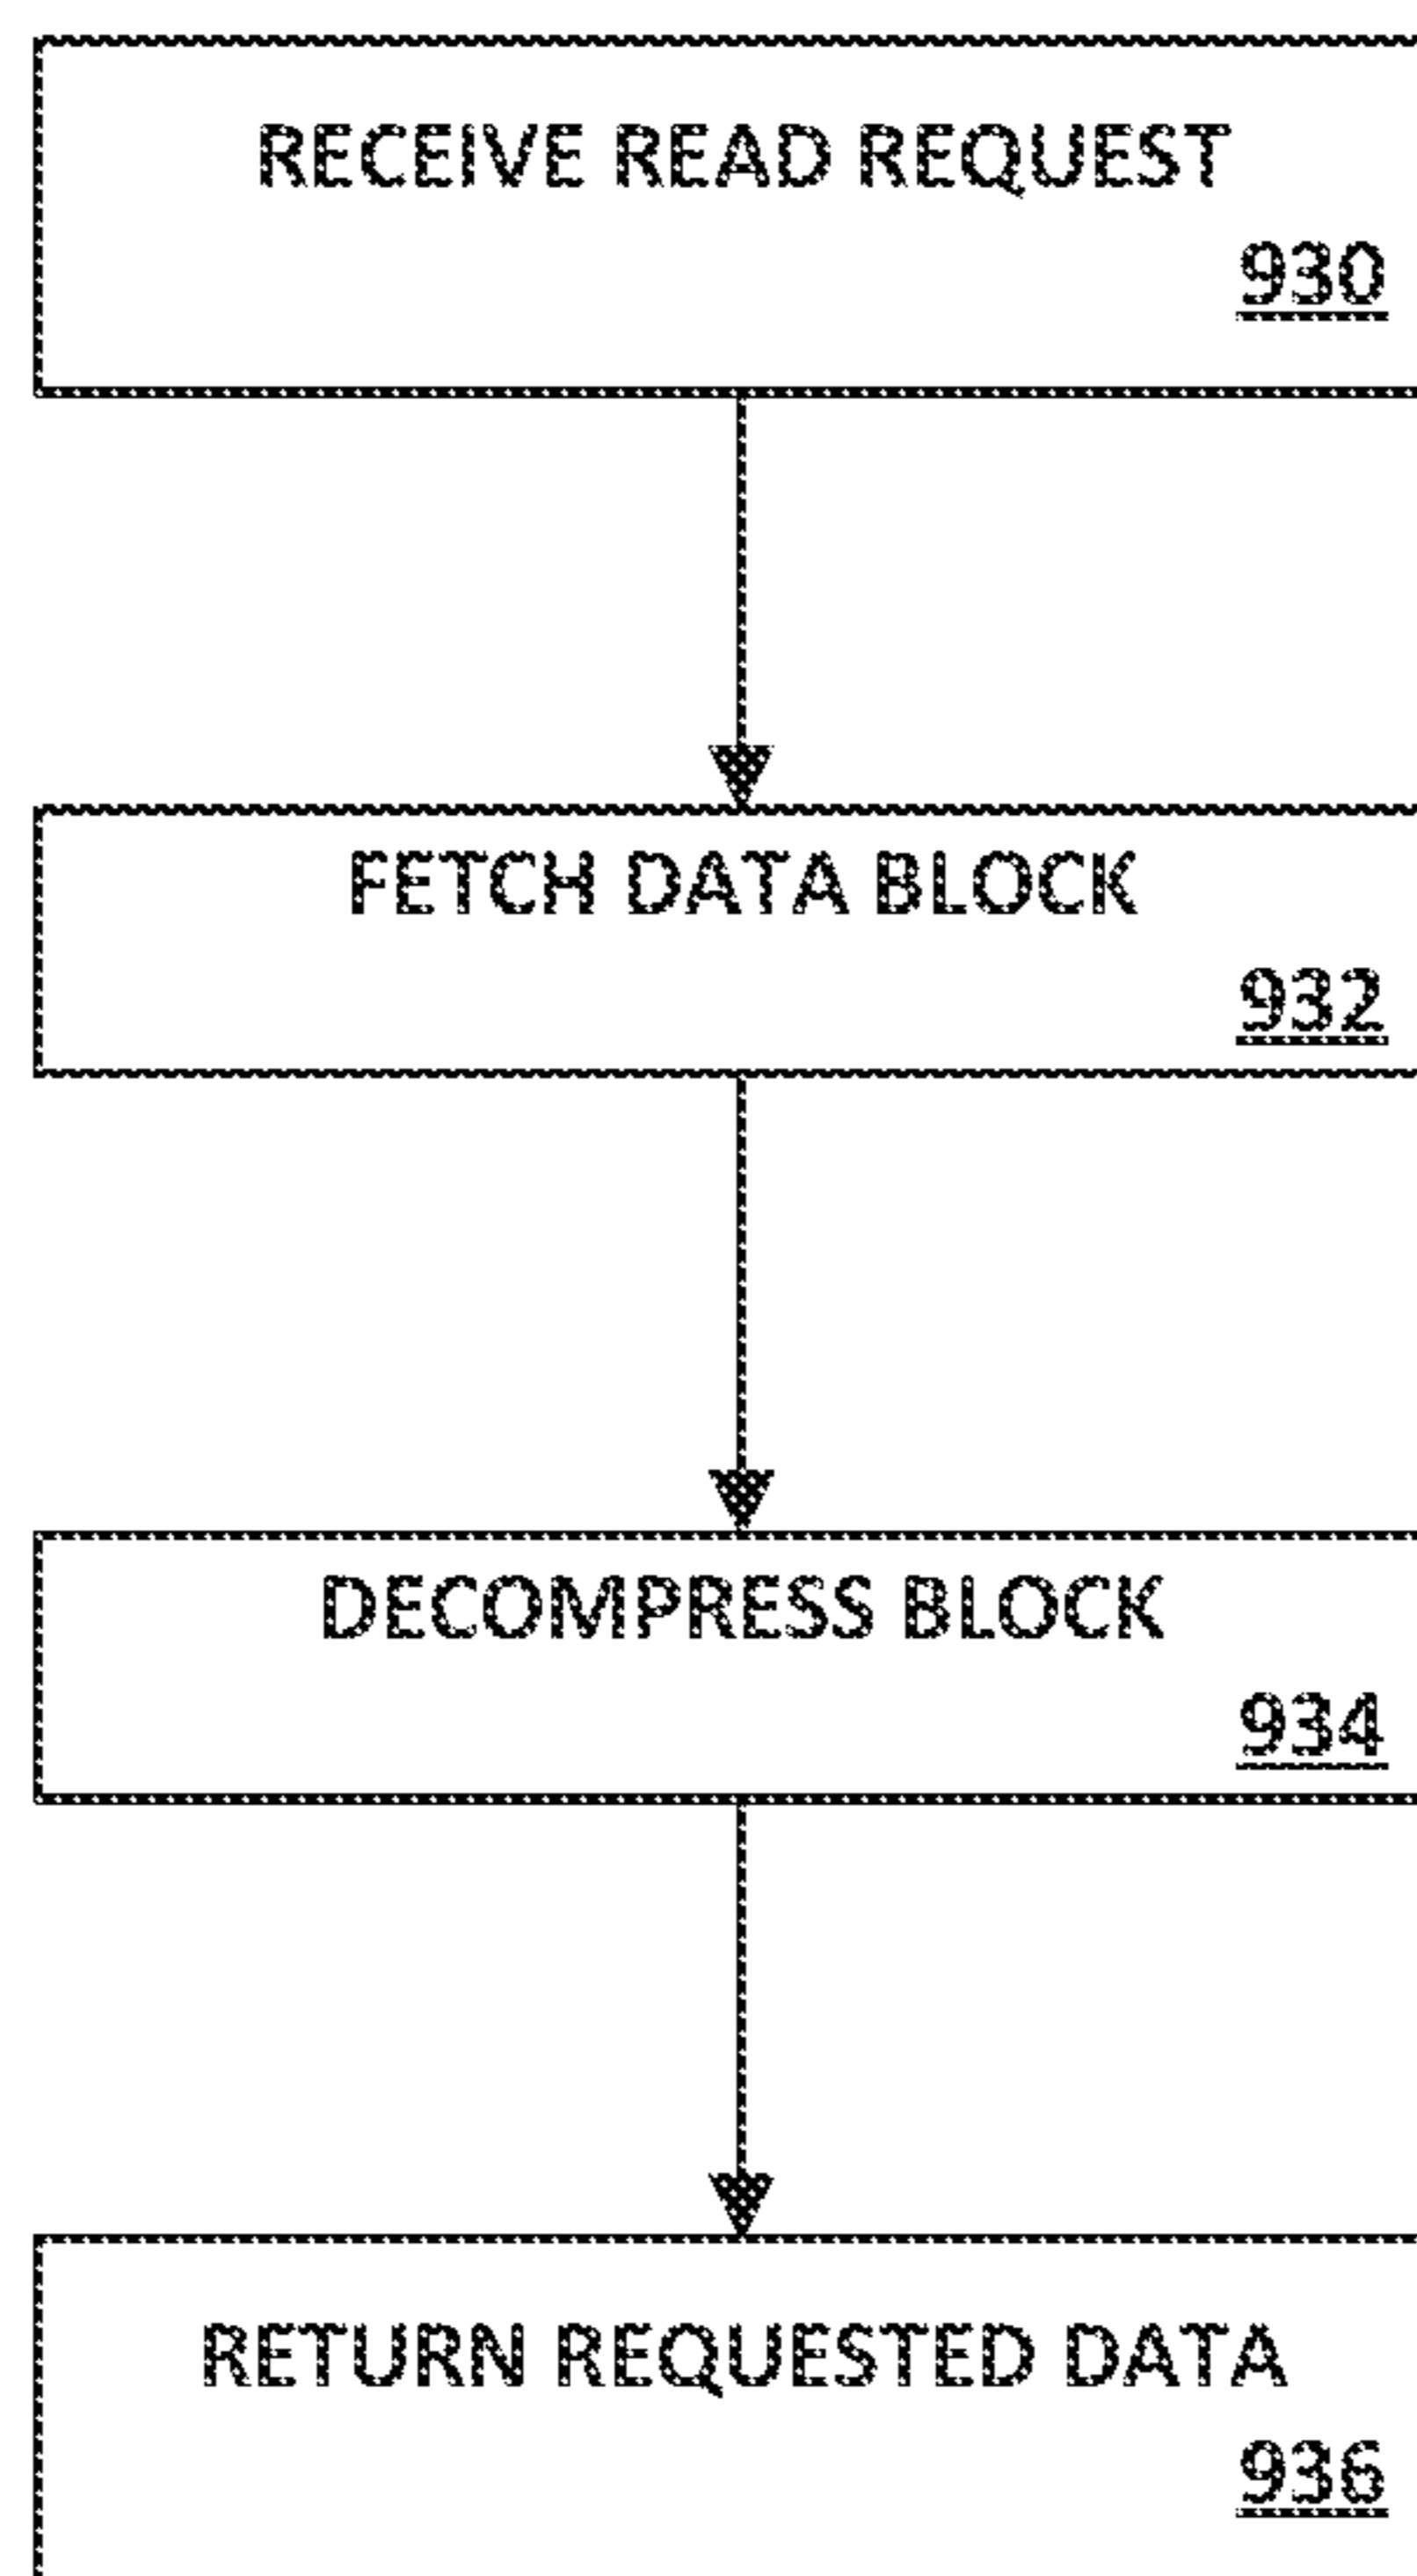 RECEIVE READ REQUEST
930
FETCH DATA BLOCK
932
DECOMPRESS BLOCK
934
RETURN REQUESTED DATA
936